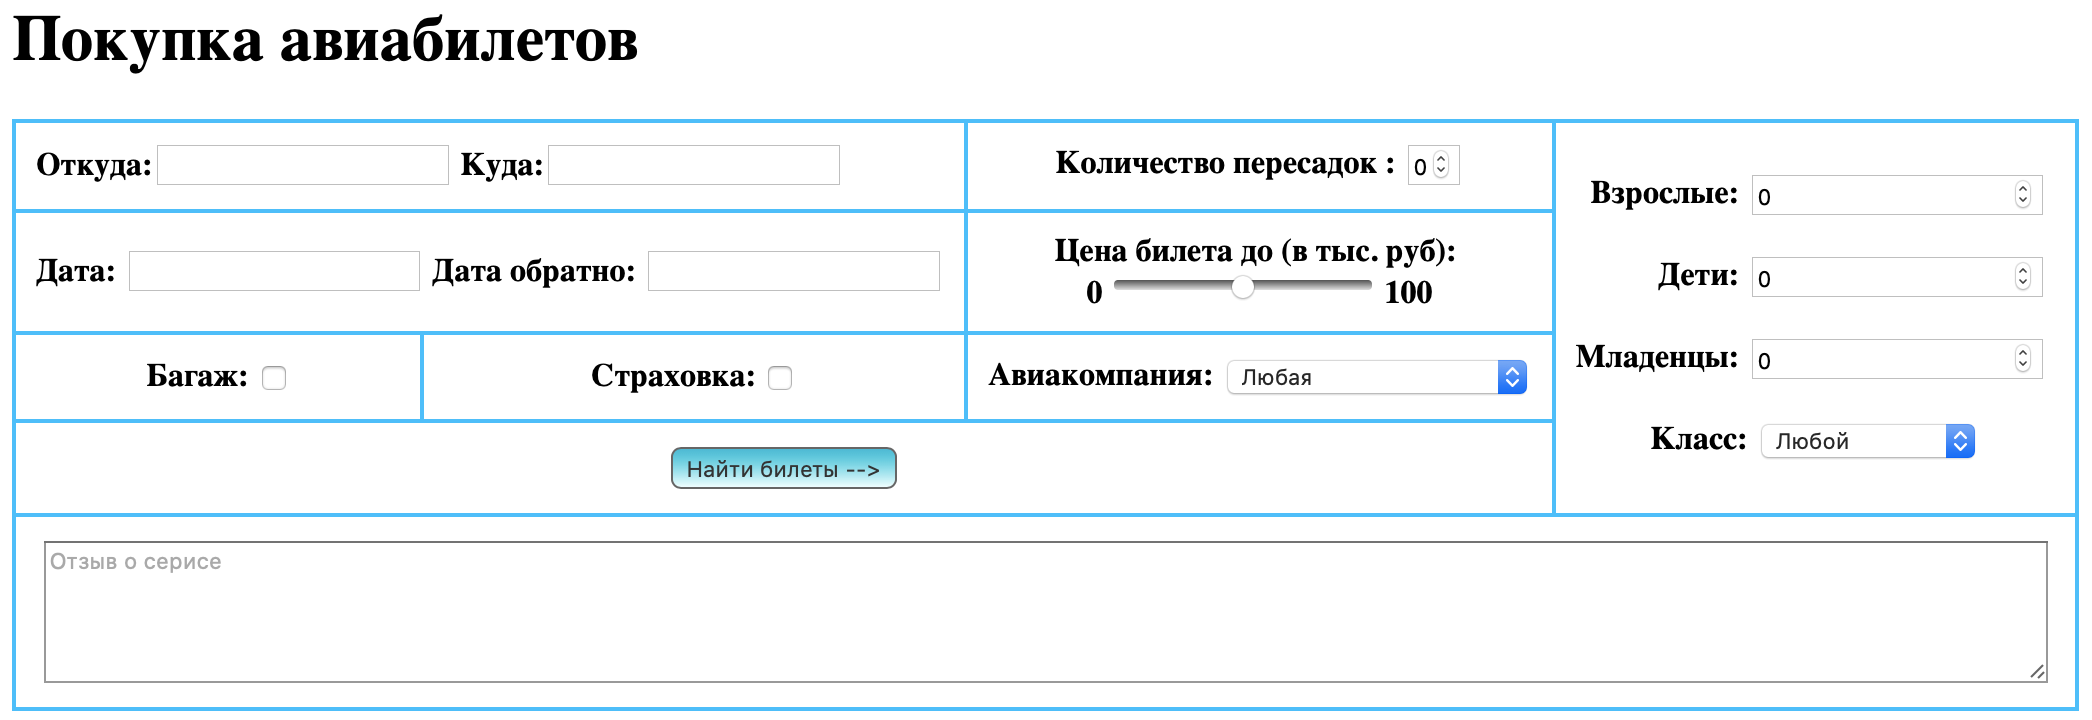 Покупка авиабилетов
Откуда: Куда:
Количество пересадок : 0
Дата: Дата обратно:
Цена билета до (в тыс. руб):
0 100
Багаж:
Страховка:
Авиакомпания: Любая
Найти билеты -->
Взрослые: 0
Дети: 0
Младенцы: 0
Класс: Любой
Отзыв о серисе